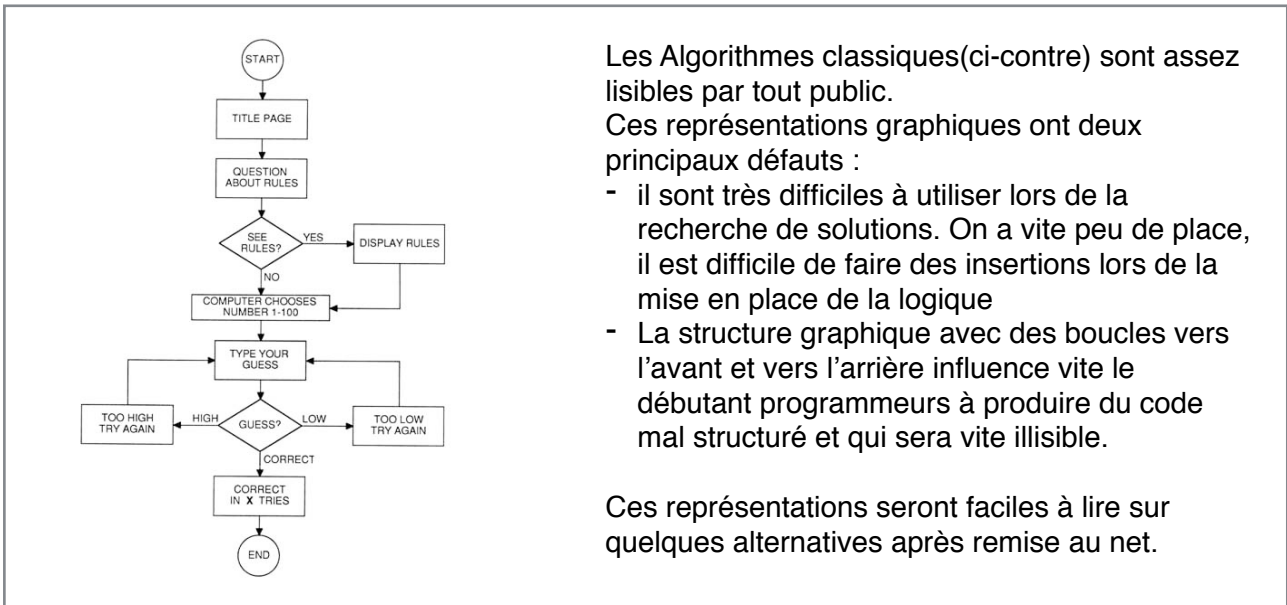 START
TITLE PAGE
QUESTION
ABOUT RULES
SEE
RULES?
YES
DISPLAY RULES
NO
COMPUTER CHOOSES
NUMBER 1-100
TYPE YOUR
GUESS
TOO HIGH
TRY AGAIN
HIGH
GUESS?
LOW
TOO LOW
TRY AGAIN
CORRECT
CORRECT
IN X TRIES
END
Les Algorithmes classiques(ci-contre) sont assez
lisibles par tout public.
Ces représentations graphiques ont deux
principaux défauts :
- il sont très difficiles à utiliser lors de la
recherche de solutions. On a vite peu de place,
il est difficile de faire des insertions lors de la
mise en place de la logique
- La structure graphique avec des boucles vers
l'avant et vers l'arrière influence vite le
débutant programmeurs à produire du code
mal structuré et qui sera vite illisible.
Ces représentations seront faciles à lire sur
quelques alternatives après remise au net.